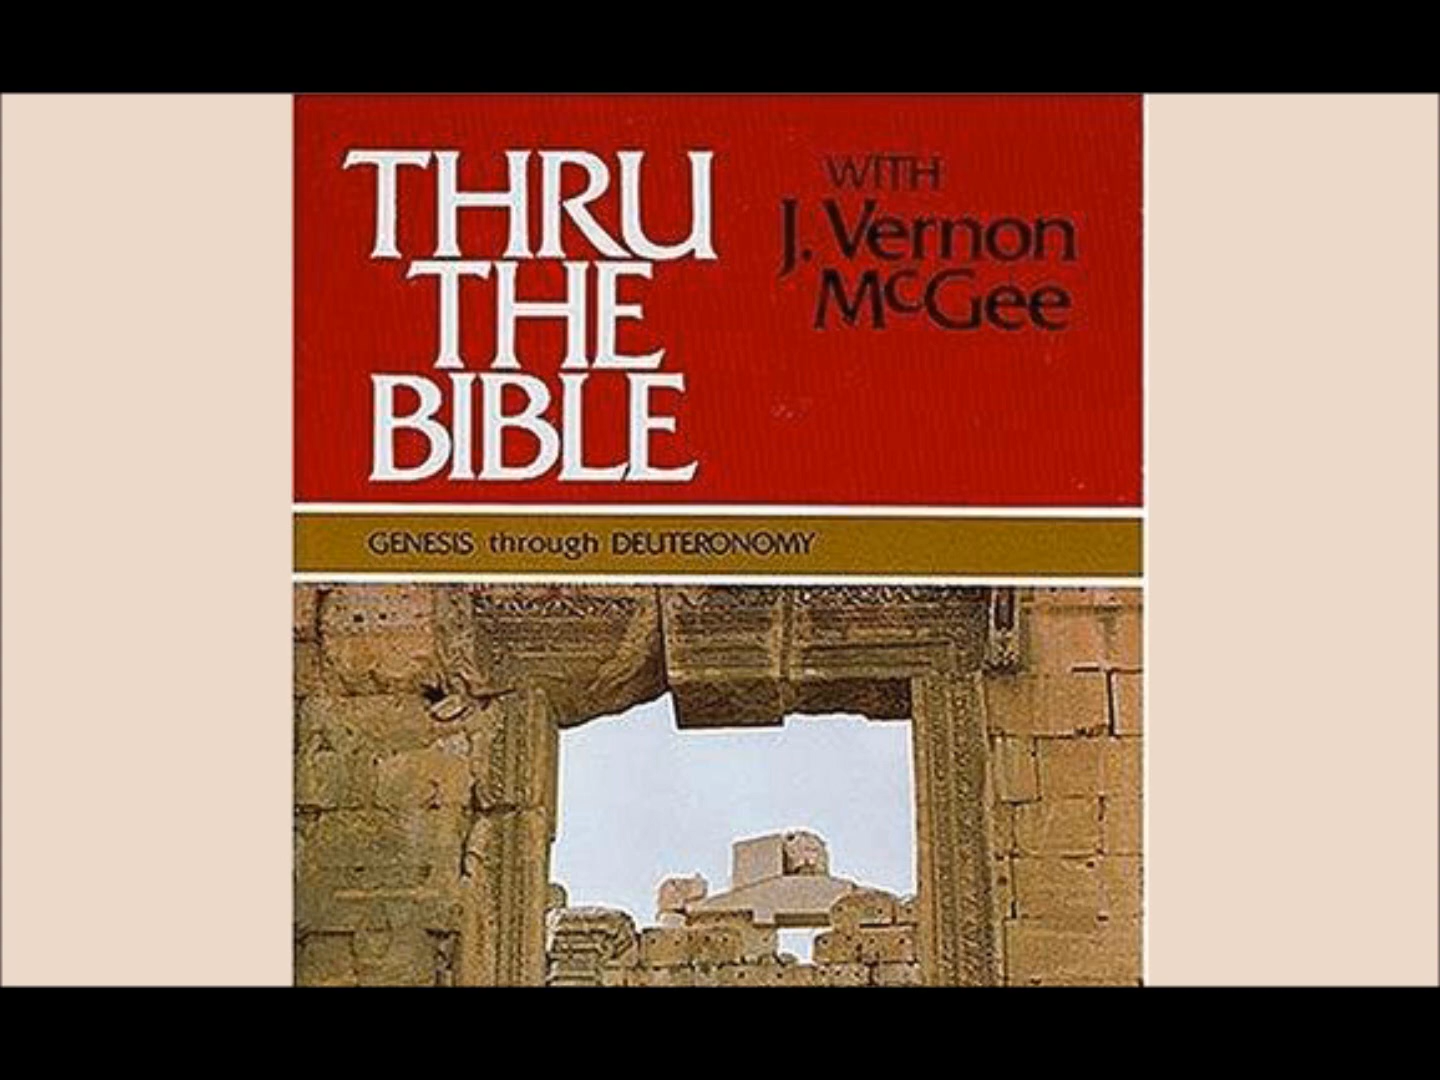 THRU
THE
BIBLE
WITH
J. Vernon
McGee
GENESIS through DEUTERONOMY